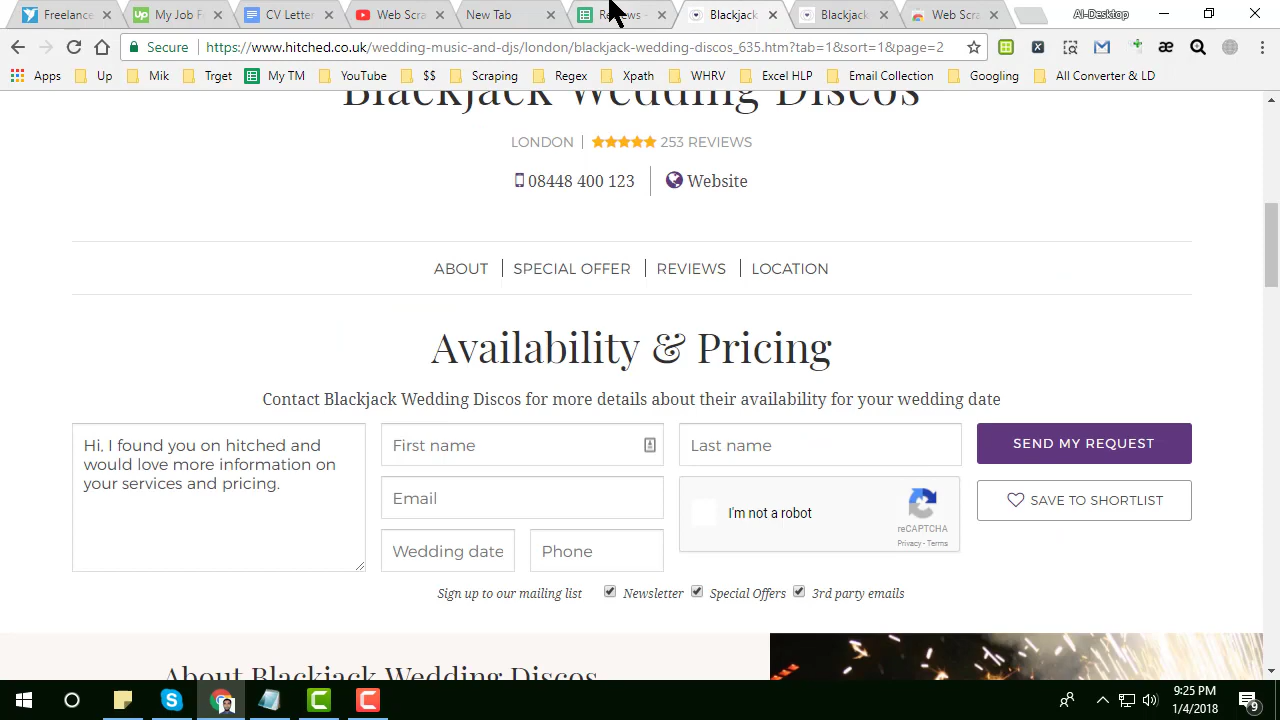 Freelance
My Job F
CV Letter
Web Scra
New Tab
Reviews -
Blackjack
Blackjack
Web Scra
AI-Desktop
Secure
https://www.hitched.co.uk/wedding-music-and-djs/london/blackjack-wedding-discos_635.htm?tab=1&sort=1&page=2
Apps Up Mik Trget My TM YouTube $$ Scraping Regex Xpath WHRV Excel HLP Email Collection Googling All Converter & LD
Blackjack Wedding Discos
LONDON | 253 REVIEWS
08448 400 123 Website
ABOUT SPECIAL OFFER REVIEWS LOCATION
Availability & Pricing
Contact Blackjack Wedding Discos for more details about their availability for your wedding date
Hi, I found you on hitched and
would love more information on
your services and pricing.
First name
Last name
SEND MY REQUEST
Email
I'm not a robot
reCAPTCHA
Privacy - Terms
SAVE TO SHORTLIST
Wedding date
Phone
Sign up to our mailing list Newsletter Special Offers 3rd party emails
About Blackjack Wedding Discos
9:25 PM
1/4/2018
9